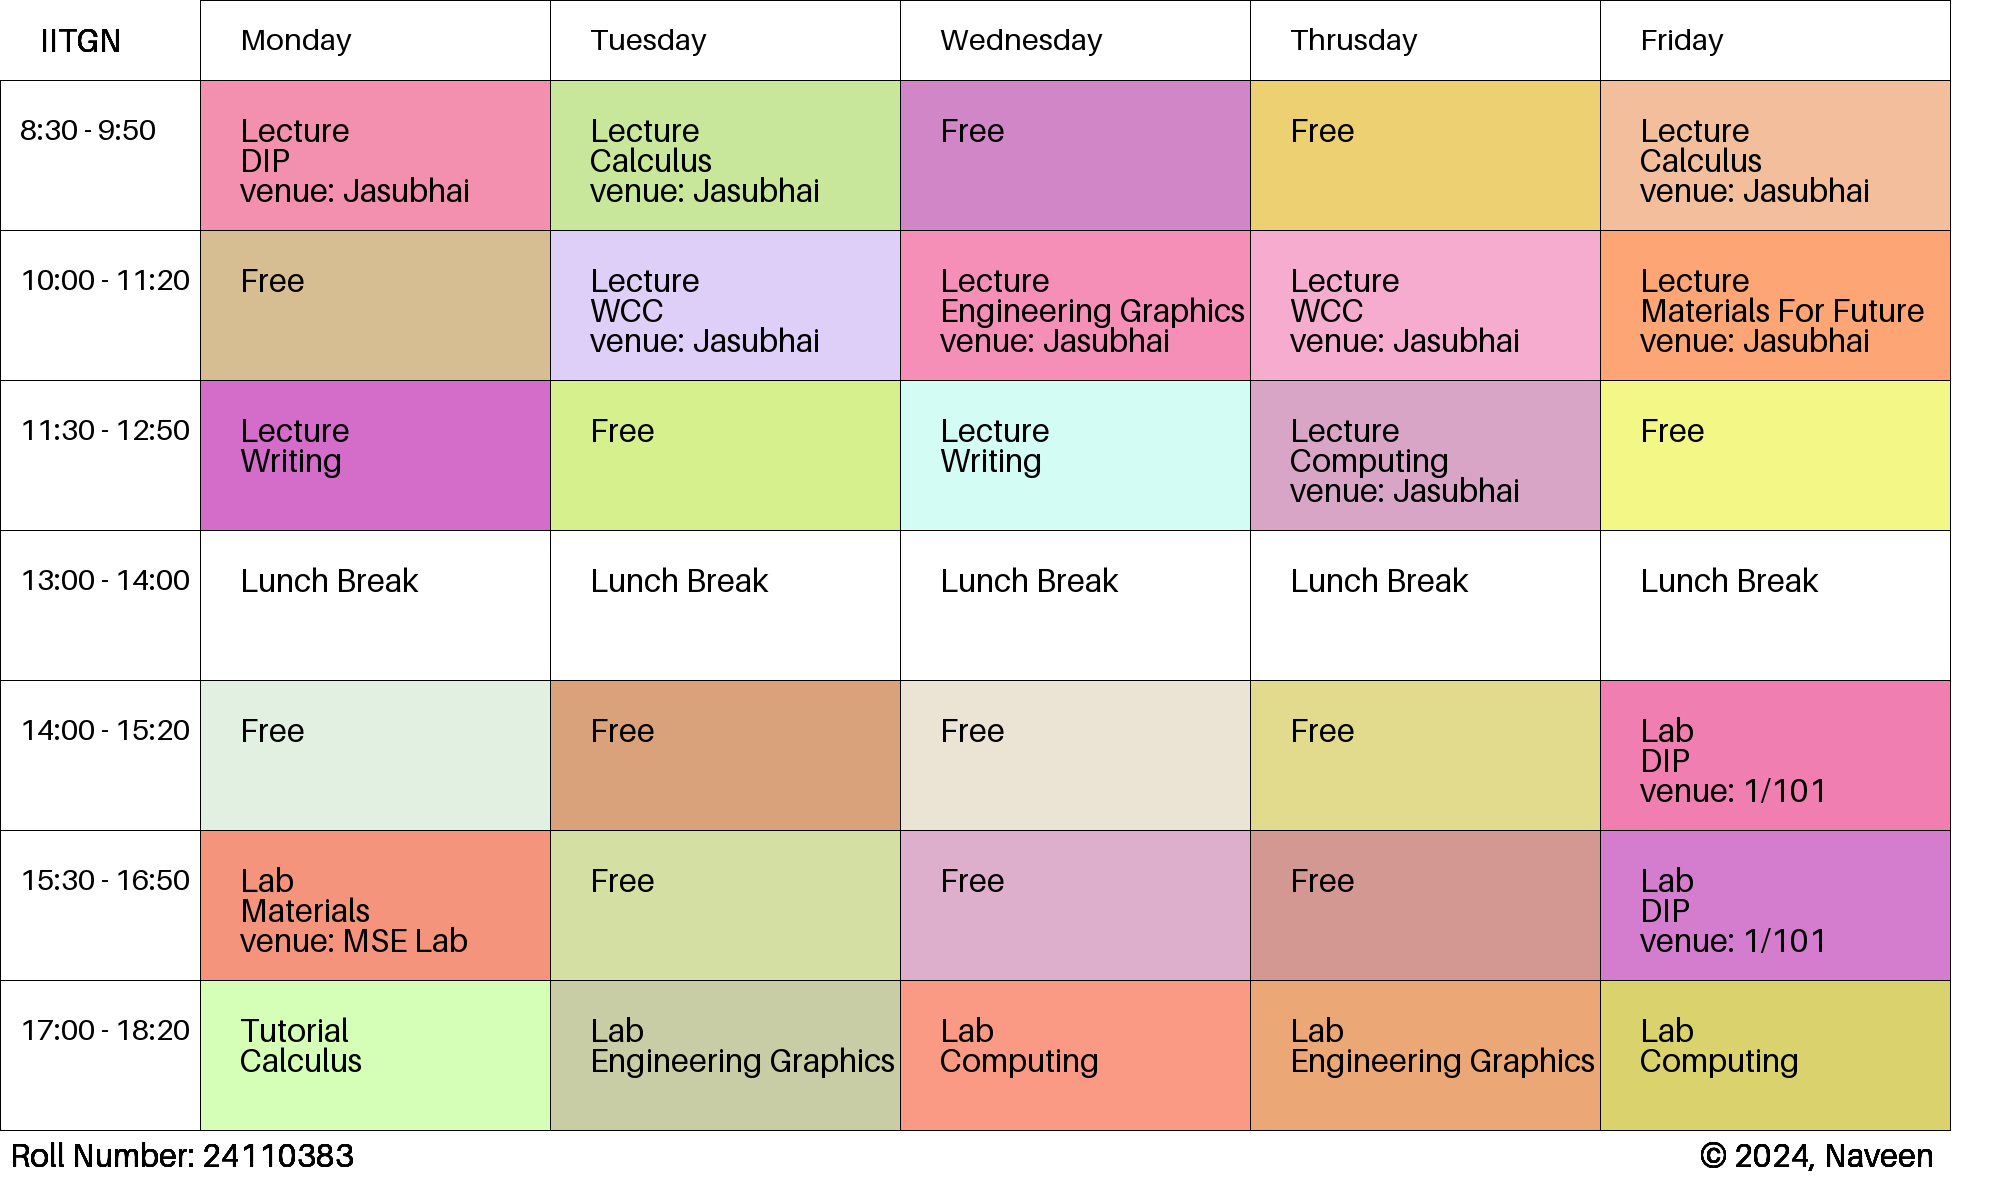 IITGN
Monday
Tuesday
Wednesday
Thrusday
Friday
8:30 - 9:50
Lecture
DIP
venue: Jasubhai
Lecture
Calculus
venue: Jasubhai
Free
Free
Lecture
Calculus
venue: Jasubhai
10:00 - 11:20
Free
Lecture
WCC
venue: Jasubhai
Lecture
Engineering Graphics
venue: Jasubhai
Lecture
WCC
venue: Jasubhai
Lecture
Materials For Future
venue: Jasubhai
11:30 - 12:50
Lecture
Writing
Free
Lecture
Writing
Lecture
Computing
venue: Jasubhai
Free
13:00 - 14:00
Lunch Break
Lunch Break
Lunch Break
Lunch Break
Lunch Break
14:00 - 15:20
Free
Free
Free
Free
Lab
DIP
venue: 1/101
15:30 - 16:50
Lab
Materials
venue: MSE Lab
Free
Free
Free
Lab
DIP
venue: 1/101
17:00 - 18:20
Tutorial
Calculus
Lab
Engineering Graphics
Lab
Computing
Lab
Engineering Graphics
Lab
Computing
Roll Number: 24110383
© 2024, Naveen